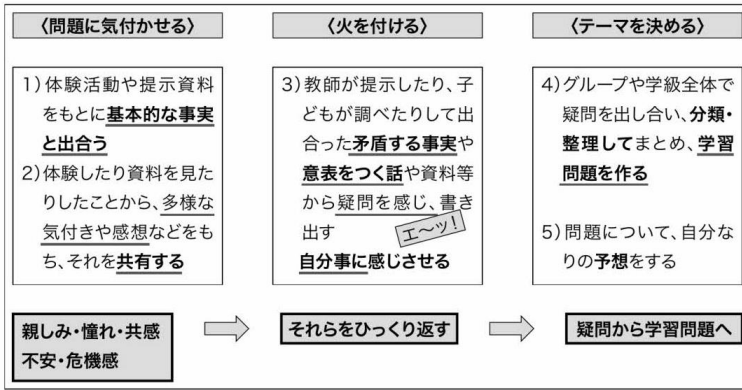 〈問題に気付かせる〉
1)体験活動や提示資料
をもとに基本的な事実
と出合う
2)体験したり資料を見た
りしたことから、多様な
気付きや感想などをも
ち、それを共有する
親しみ・憧れ・共感
不安・危機感
〈火を付ける〉
3)教師が提示したり、子
どもが調べたりして出
合った矛盾する事実や
意表をつく話や資料等
から疑問を感じ、書き
出す
エ〜ッ!
自分事に感じさせる
それらをひっくり返す
〈テーマを決める〉
4)グループや学級全体で
疑問を出し合い、分類・
整理してまとめ、学習
問題を作る
5)問題について、自分な
りの予想をする
疑問から学習問題へ